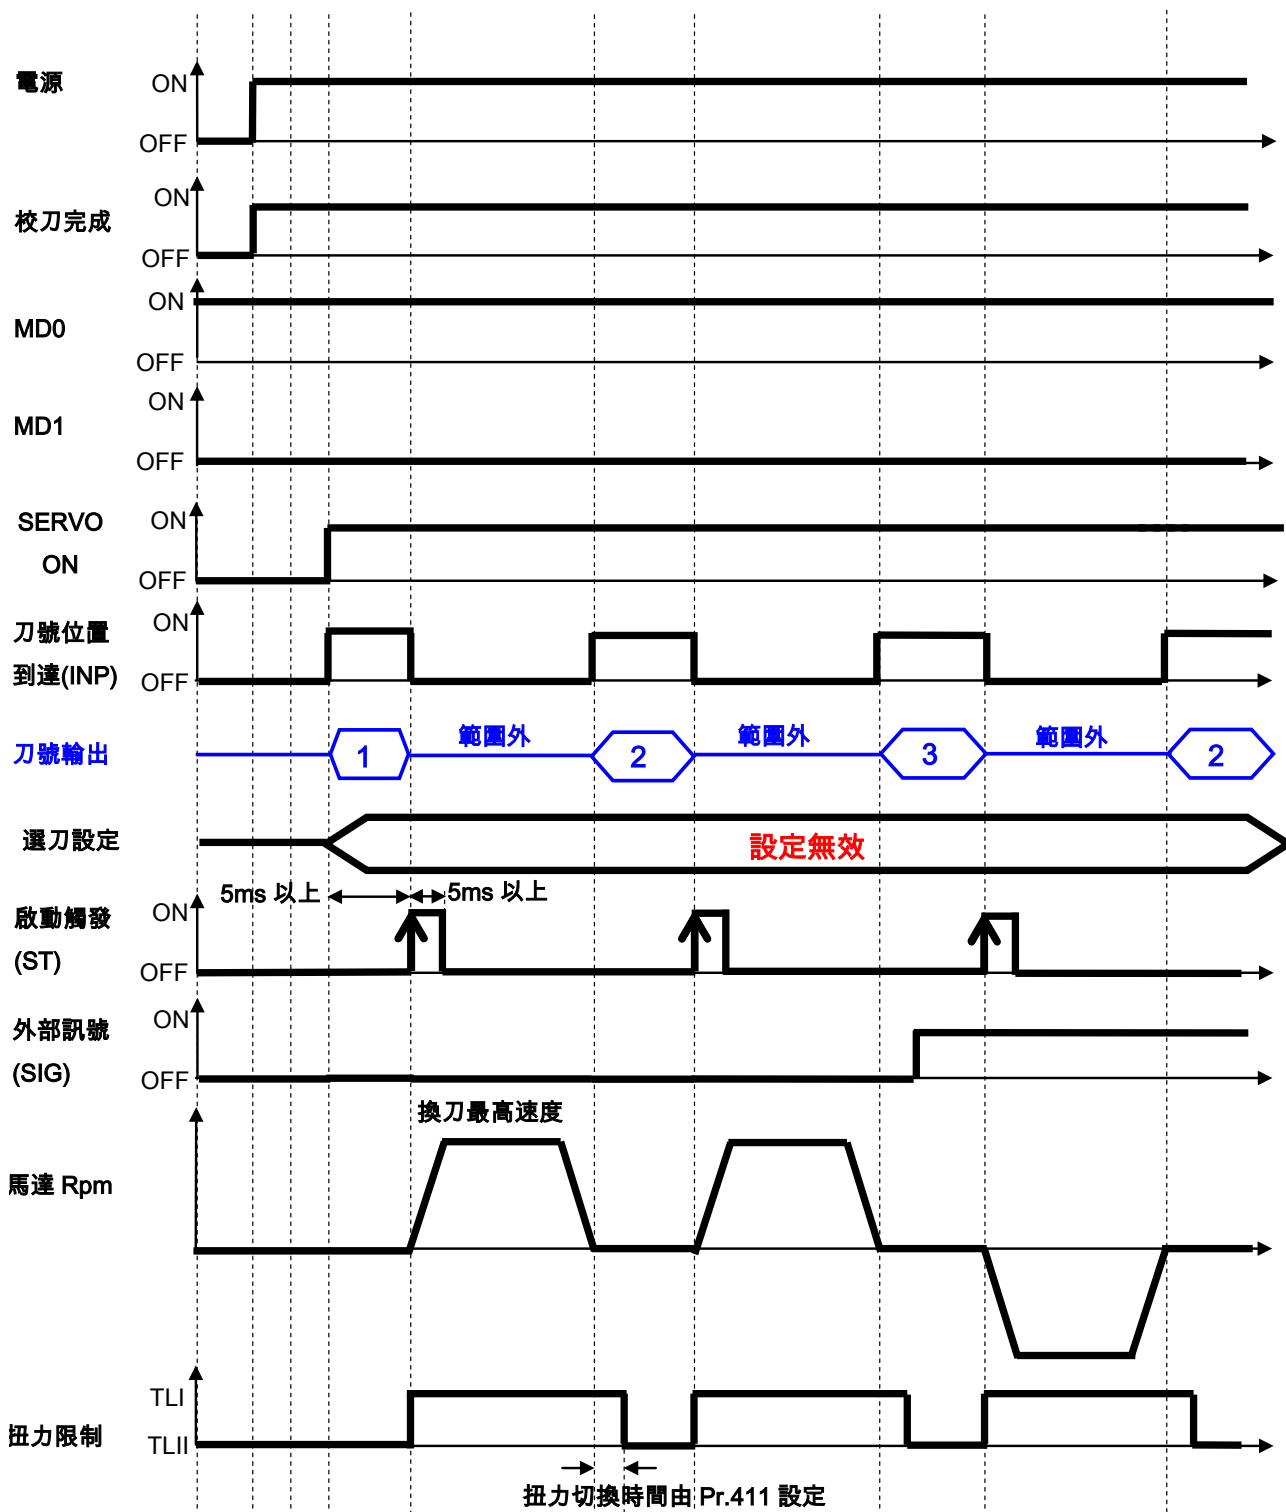 電源
ON
OFF
校刀完成
ON
OFF
MD0
ON
OFF
MD1
ON
OFF
SERVO
ON
ON
OFF
刀號位置
到達(INP)
ON
OFF
刀號輸出
1
範圍外
2
範圍外
3
範圍外
2
選刀設定
設定無效
5ms 以上
5ms 以上
啟動觸發
(ST)
ON
OFF
外部訊號
(SIG)
ON
OFF
換刀最高速度
馬達 Rpm
扭力限制
TLI
TLII
扭力切換時間由 Pr.411 設定